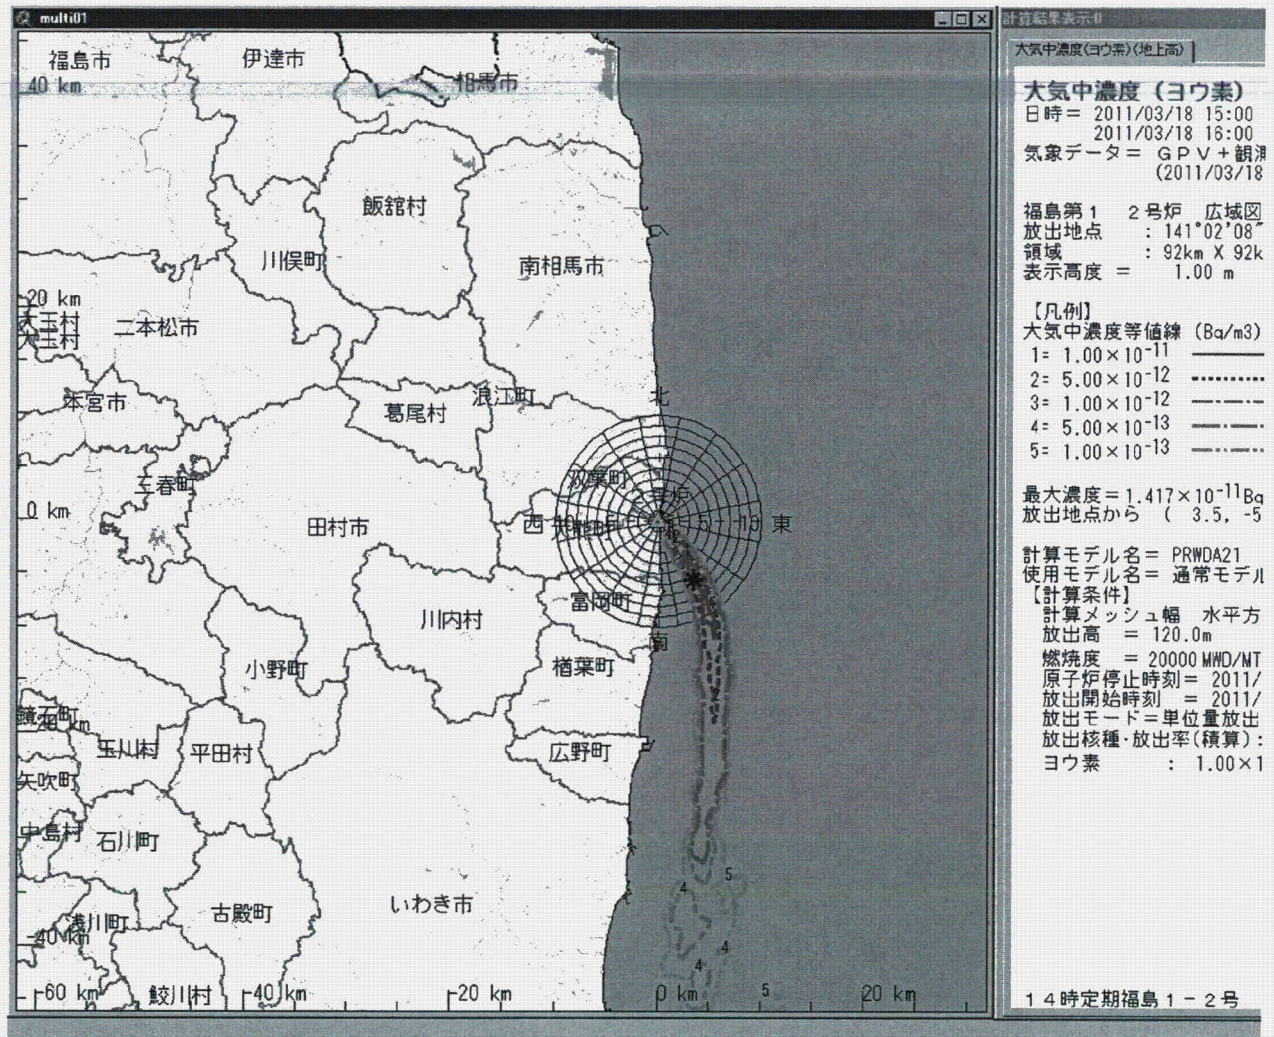 multi01
福島市
伊達市
相馬市
40 km
飯舘村
川俣町
南相馬市
20 km
大玉村
大玉村
二本松市
本宮市
葛尾村
浪江町
北
三春町
双葉町
0 km
田村市
西
東
富岡町
川内村
南
小野町
楢葉町
2
鏡石町
玉川村
平田村
広野町
矢吹町
中島村
石川町
5
4
いわき市
古殿町
浅川町
-40 km
4
4
-60 km
鮫川村
-40 km
-20 km
0 km
5
20 km
計算結果表示:0
大気中濃度(ヨウ素)(地上高)
大気中濃度(ヨウ素)
日時= 2011/03/18 15:00
2011/03/18 16:00
気象データ= GPV+観測
(2011/03/18
福島第1 2号炉 広域図
放出地点 : 141°02'08"
領域 : 92km X 92k
表示高度 = 1.00 m
【凡例】
大気中濃度等値線 (Bq/m3)
1= 1.00×10-11
2= 5.00×10-12
3= 1.00×10-12
4= 5.00×10-13
5= 1.00×10-13
最大濃度=1.417×10-11Bq
放出地点から ( 3.5, -5
計算モデル名= PRWDA21
使用モデル名= 通常モデル
【計算条件】
計算メッシュ幅 水平方
放出高 = 120.0m
燃焼度 = 20000 MWD/MT
原子炉停止時刻= 2011/
放出開始時刻 = 2011/
放出モード=単位量放出
放出核種・放出率(積算):
ヨウ素 : 1.00×1
14時定期福島1-2号